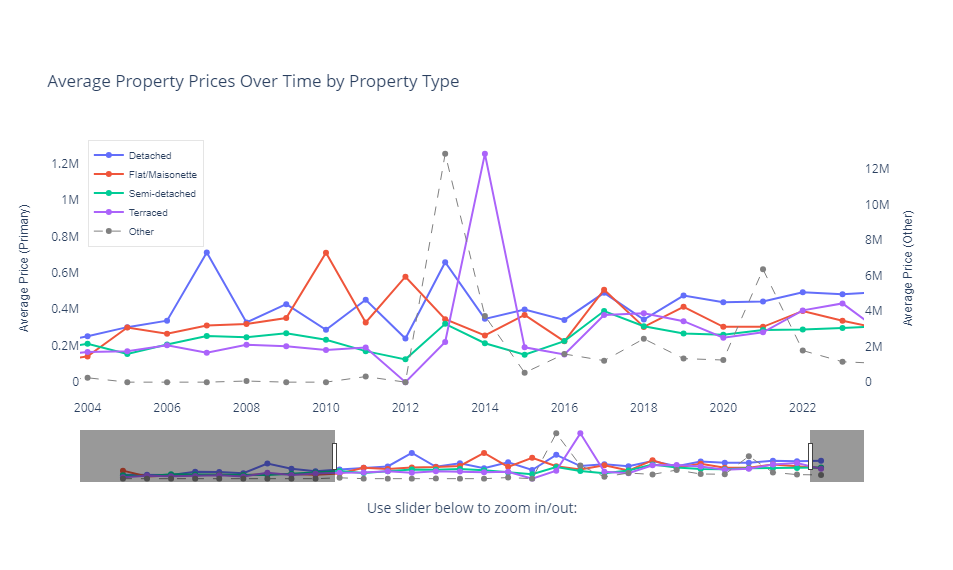 Average Property Prices Over Time by Property Type
Detached
Flat/Maisonette
Semi-detached
Terraced
Other
1.2M
1M
0.8M
0.6M
0.4M
0.2M
0
Average Price (Primary)
12M
10M
8M
6M
4M
2M
0
Average Price (Other)
2004 2006 2008 2010 2012 2014 2016 2018 2020 2022
Use slider below to zoom in/out: